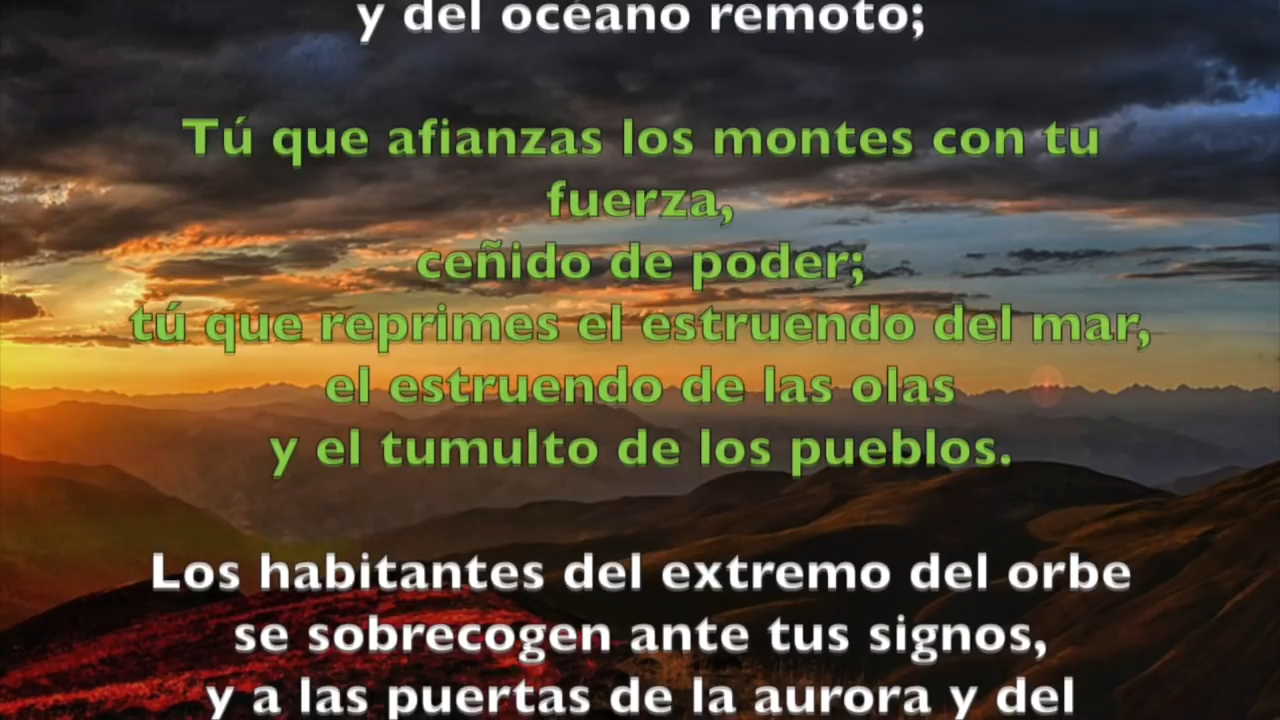 y del océano remoto;
Tú que afianzas los montes con tu
fuerza,
ceñido de poder;
tú que reprimes el estruendo del mar,
el estruendo de las olas
y el tumulto de los pueblos.
Los habitantes del extremo del orbe
se sobrecogen ante tus signos,
y a las puertas de la aurora y del